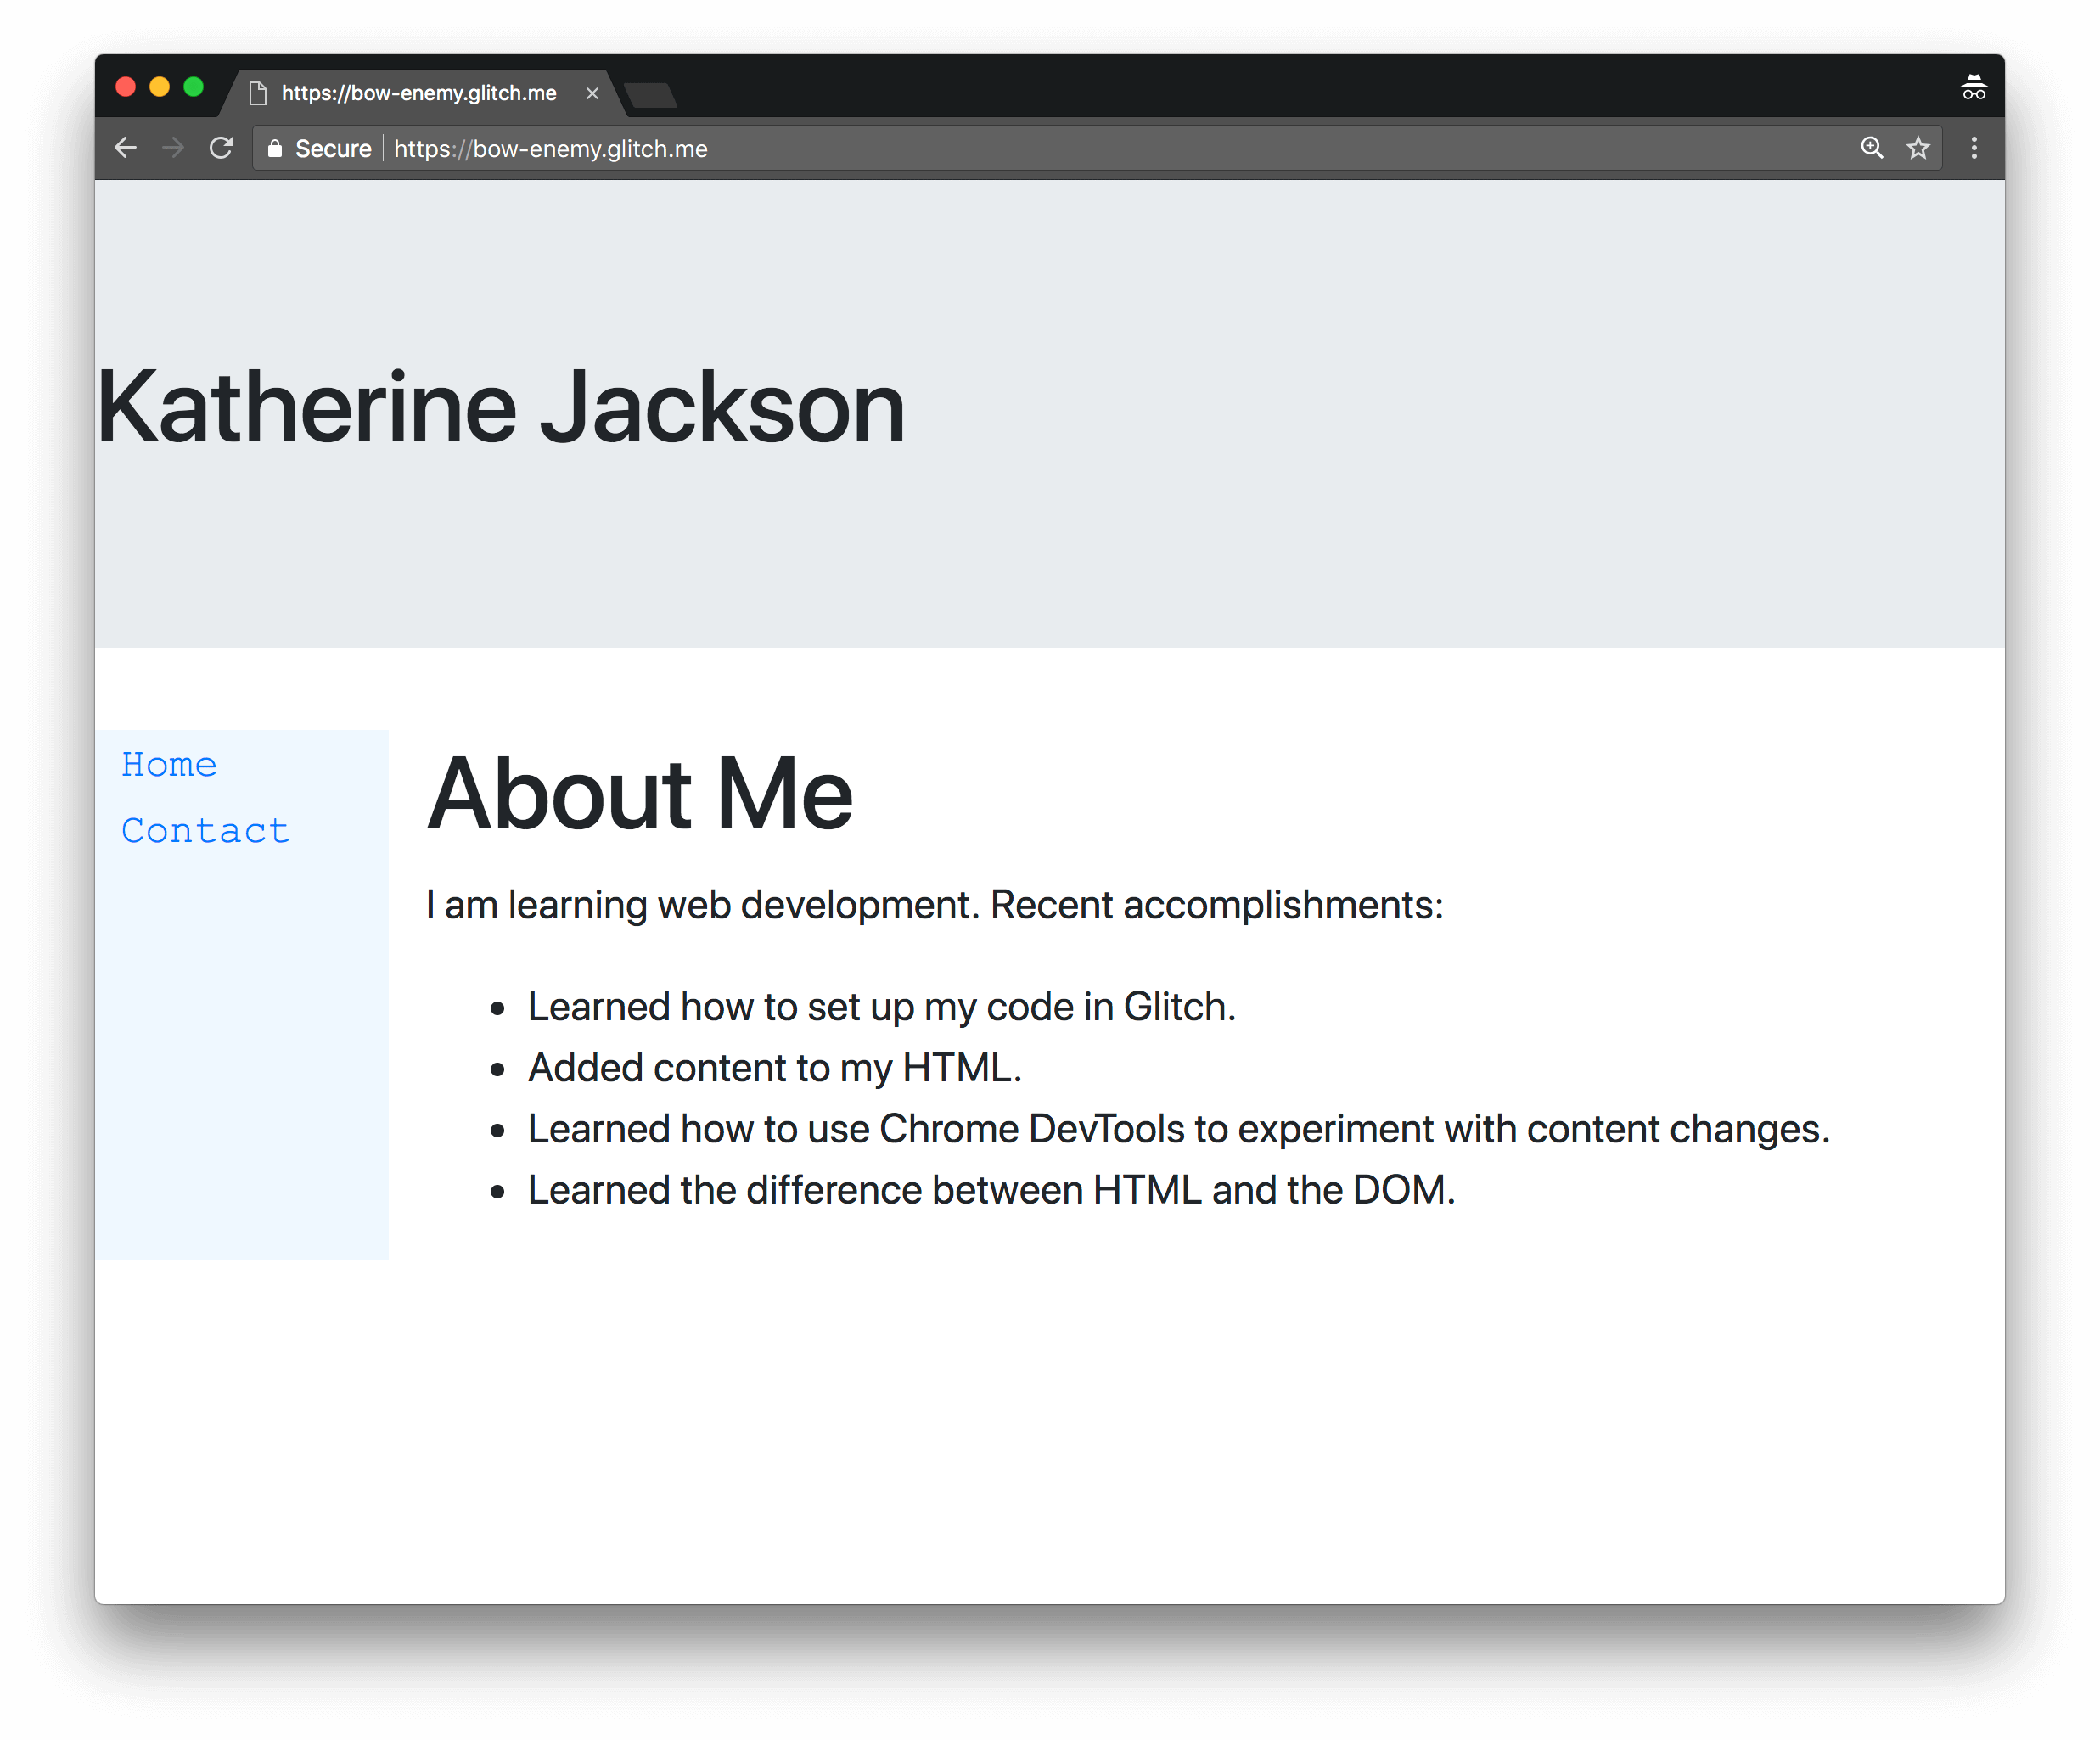 https://bow-enemy.glitch.me
Secure https://bow-enemy.glitch.me
Katherine Jackson
Home
Contact
About Me
I am learning web development. Recent accomplishments:
• Learned how to set up my code in Glitch.
• Added content to my HTML.
• Learned how to use Chrome DevTools to experiment with content changes.
• Learned the difference between HTML and the DOM.